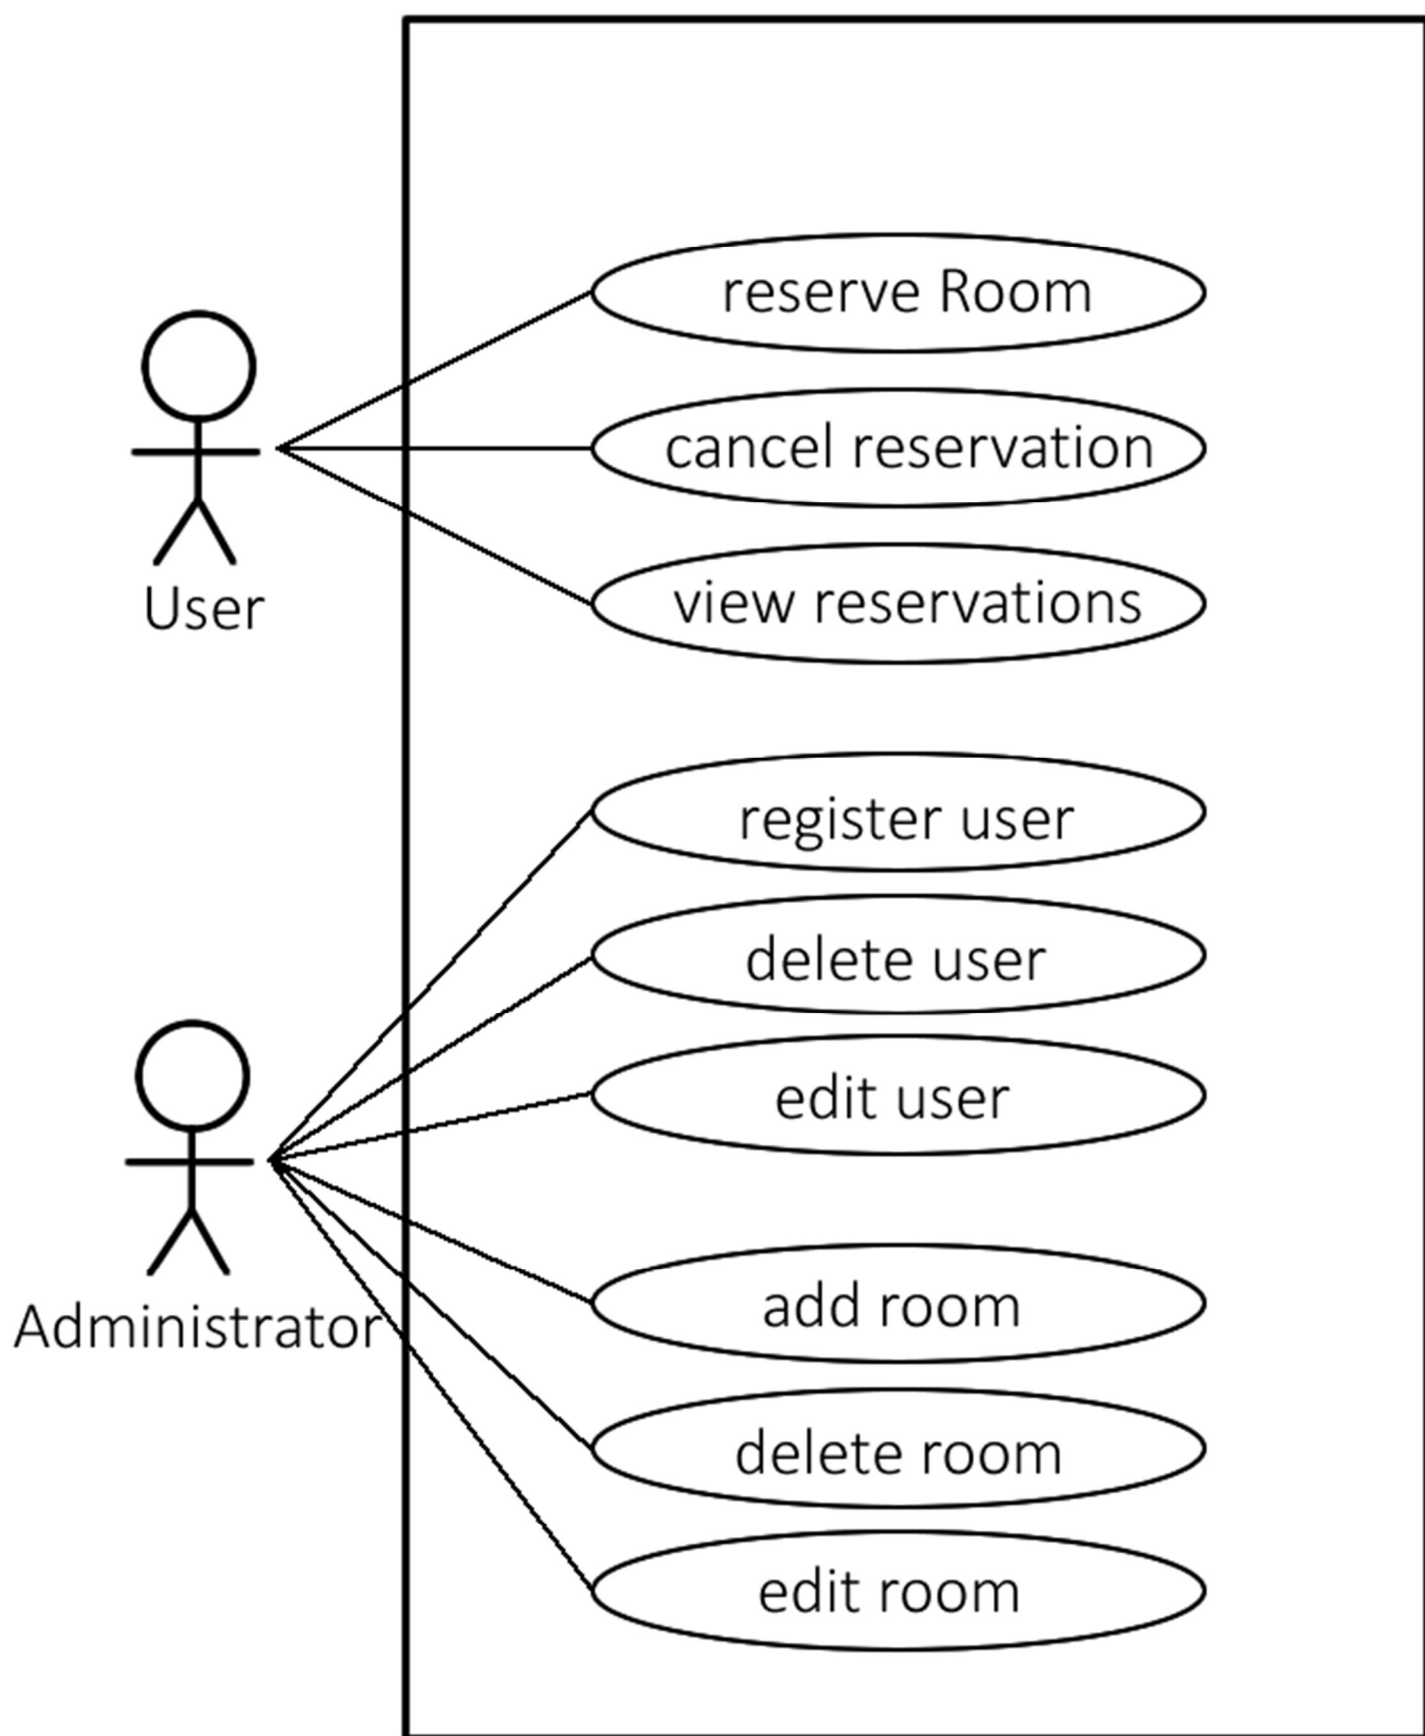 reserve Room
cancel reservation
view reservations
User
register user
delete user
edit user
Administrator
add room
delete room
edit room